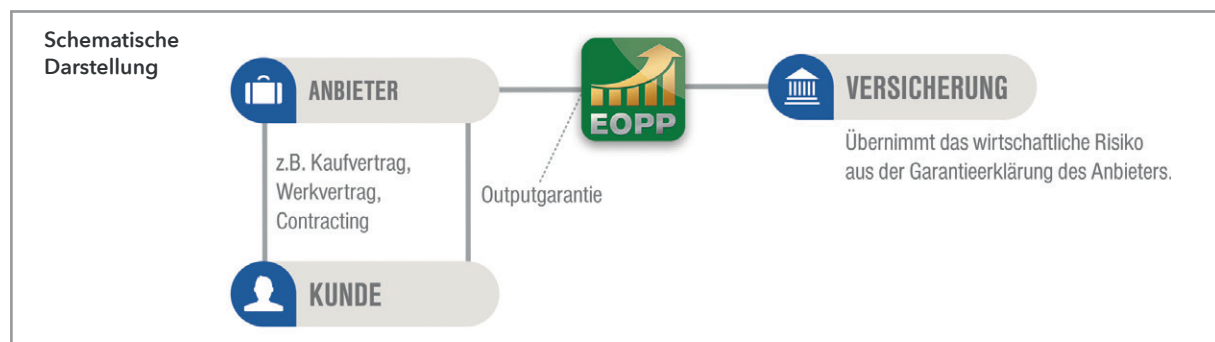 Schematische
Darstellung
ANBIETER
EOPP
VERSICHERUNG
Übernimmt das wirtschaftliche Risiko
aus der Garantieerklärung des Anbieters.
z.B. Kaufvertrag,
Werkvertrag,
Contracting
Outputgarantie
KUNDE